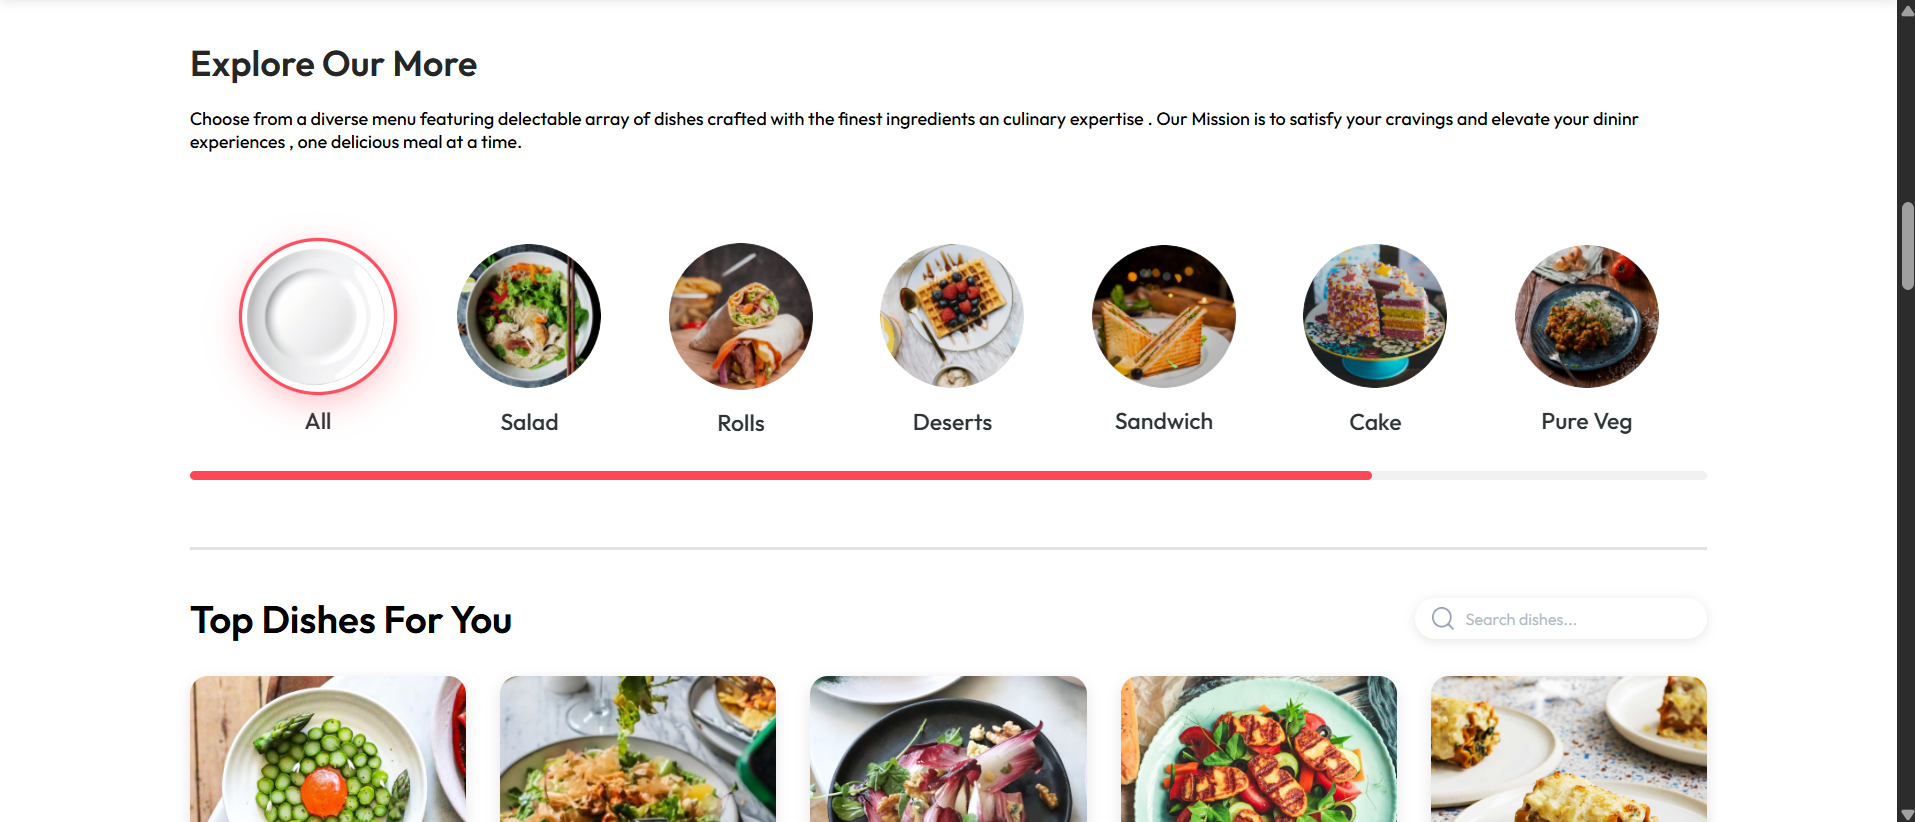 Explore Our More
Choose from a diverse menu featuring delectable array of dishes crafted with the finest ingredients an culinary expertise . Our Mission is to satisfy your cravings and elevate your dininr
experiences , one delicious meal at a time.
All
Salad
Rolls
Deserts
Sandwich
Cake
Pure Veg
Top Dishes For You
Search dishes...